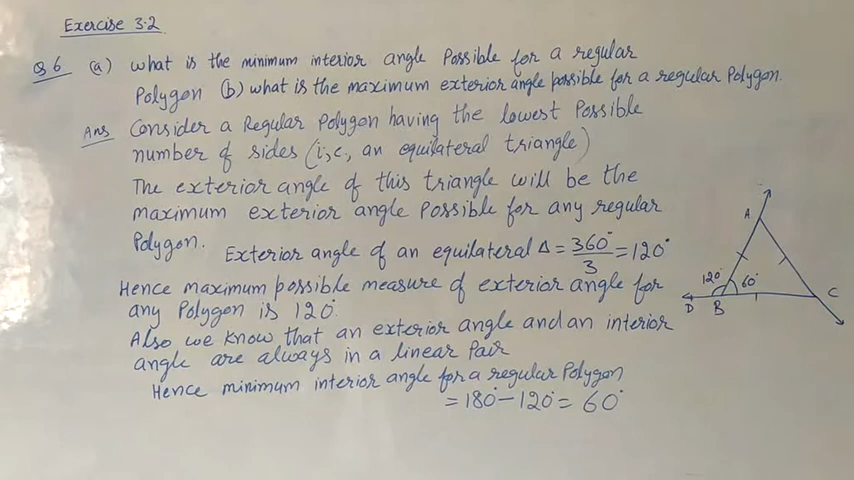 Exercise 3.2
Q6 (a) what is the minimum interior angle Possible for a regular
Polygon (b) what is the maximum exterior angle possible for a regular Polygon.
Ans Consider a Regular Polygon having the lowest Possible
number of sides (i,e, an equilateral triangle)
The exterior angle of this triangle will be the
maximum exterior angle Possible for any regular
Polygon. Exterior angle of an equilateral Δ = 360°/3 = 120°
Hence maximum possible measure of exterior angle for
any Polygon is 120°.
Also we know that an exterior angle and an interior
angle are always in a linear Pair
Hence minimum interior angle for a regular Polygon
= 180° - 120° = 60°
A
120° 60°
D B C